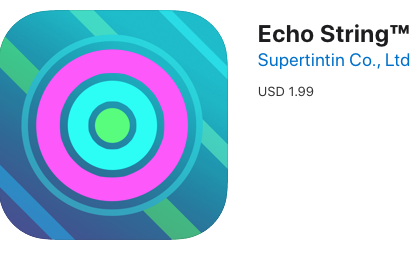 Echo String™
Supertintin Co., Ltd
USD 1.99